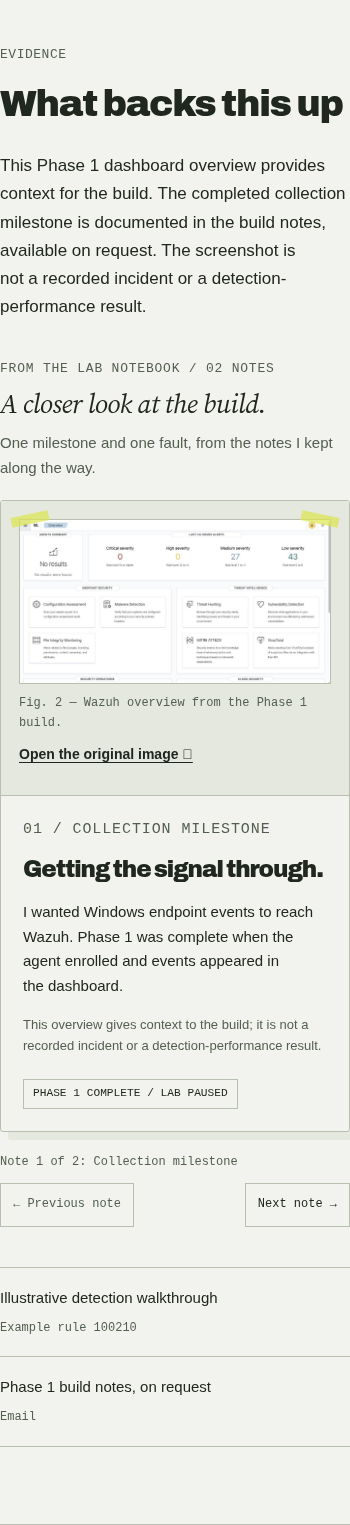 EVIDENCE
What backs this up
This Phase 1 dashboard overview provides
context for the build. The completed collection
milestone is documented in the build notes,
available on request. The screenshot is
not a recorded incident or a detection-
performance result.
FROM THE LAB NOTEBOOK / 02 NOTES
A closer look at the build.
One milestone and one fault, from the notes I kept
along the way.
Overview
No results
Critical severity
High severity
Medium severity
Low severity
0
0
27
43
ENDPOINT SECURITY
THREAT INTELLIGENCE
Configuration Assessment
Malware Detection
Threat Hunting
Vulnerability Detection
File Integrity Monitoring
MITRE ATT&CK
Fig. 2 — Wazuh overview from the Phase 1
build.
Open the original image
01 / COLLECTION MILESTONE
Getting the signal through.
I wanted Windows endpoint events to reach
Wazuh. Phase 1 was complete when the
agent enrolled and events appeared in
the dashboard.
This overview gives context to the build; it is not a
recorded incident or a detection-performance result.
PHASE 1 COMPLETE / LAB PAUSED
Note 1 of 2: Collection milestone
← Previous note
Next note →
Illustrative detection walkthrough
Example rule 100210
Phase 1 build notes, on request
Email